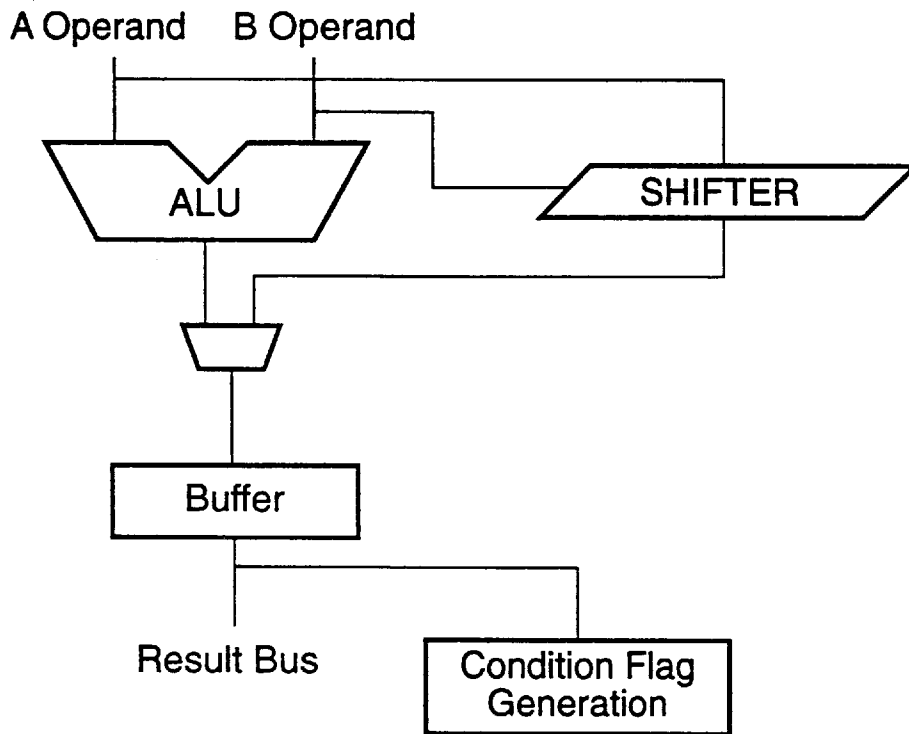 A Operand
B Operand
ALU
SHIFTER
Buffer
Result Bus
Condition Flag
Generation